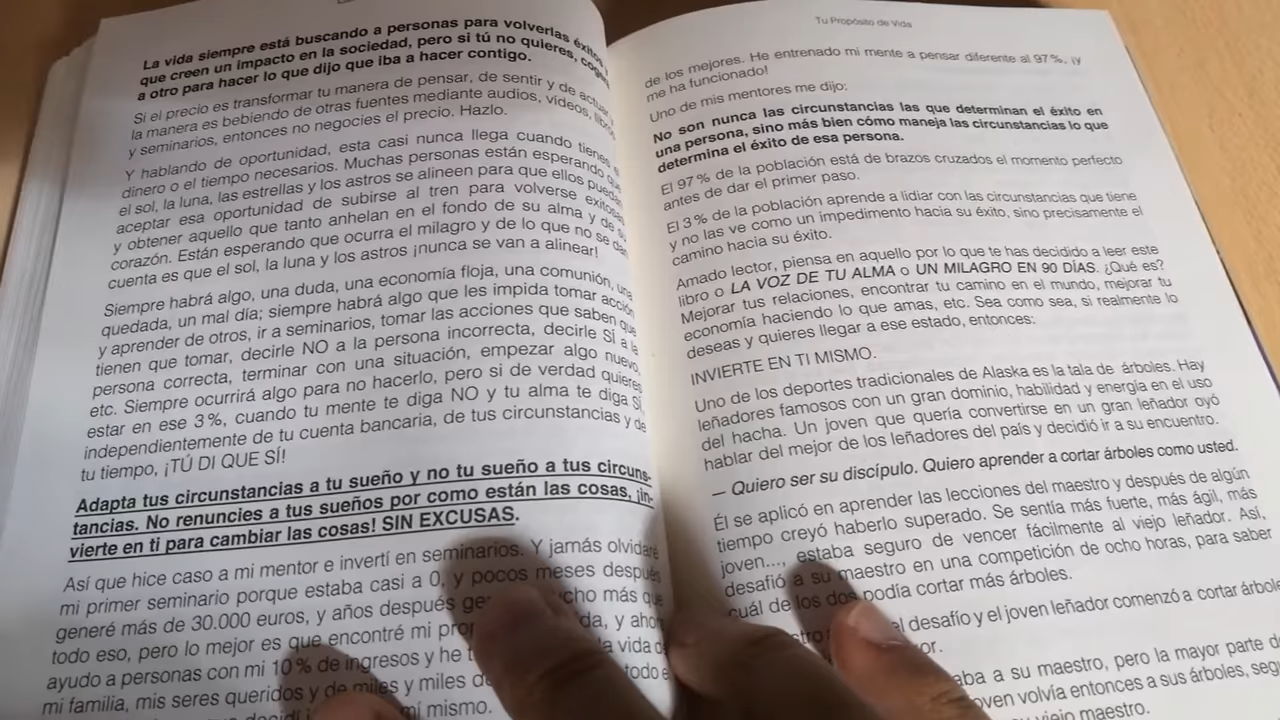 La vida siempre está buscando a personas para volverlas
que creen un impacto en la sociedad, pero si tú no quieres,
a otro para hacer lo que dijo que iba a hacer contigo.
Si el precio es transformar tu manera de pensar, de sentir y de
la manera es bebiendo de otras fuentes mediante audios, vídeos,
y seminarios, entonces no negocies el precio. Hazlo.
Y hablando de oportunidad, esta casi nunca llega cuando tienes
dinero o el tiempo necesarios. Muchas personas están esperando
el sol, la luna, las estrellas y los astros se alineen para que ellos
aceptar esa oportunidad de subirse al tren para volverse
y obtener aquello que tanto anhelan en el fondo de su alma y de
corazón. Están esperando que ocurra el milagro y de lo que no se
cuenta es que el sol, la luna y los astros ¡nunca se van a alinear!
Siempre habrá algo, una duda, una economía floja, una comunión, una
quedada, un mal día; siempre habrá algo que les impida tomar acción
y aprender de otros, ir a seminarios, tomar las acciones que saben que
tienen que tomar, decirle NO a la persona incorrecta, decirle SÍ a la
persona correcta, terminar con una situación, empezar algo nuevo,
etc. Siempre ocurrirá algo para no hacerlo, pero si de verdad quieres
estar en ese 3%, cuando tu mente te diga NO y tu alma te diga SÍ,
independientemente de tu cuenta bancaria, de tus circunstancias y de
tu tiempo, ¡TÚ DI QUE SÍ!
Adapta tus circunstancias a tu sueño y no tu sueño a tus circuns-
tancias. No renuncies a tus sueños por como están las cosas, ¡in-
vierte en ti para cambiar las cosas! SIN EXCUSAS.
Así que hice caso a mi mentor e invertí en seminarios. Y jamás olvidaré
mi primer seminario porque estaba casi a 0, y pocos meses después
generé más de 30.000 euros, y años después más que
todo eso, pero lo mejor es que encontré mi y ahora
ayudo a personas con mi 10% de ingresos y he la vida
mi familia, mis seres queridos y de miles y miles todo
mí mismo.
Tu Propósito de Vida
de los mejores. He entrenado mi mente a pensar diferente al 97%, ¡y
me ha funcionado!
Uno de mis mentores me dijo:
No son nunca las circunstancias las que determinan el éxito en
una persona, sino más bien cómo maneja las circunstancias lo que
determina el éxito de esa persona.
El 97% de la población está de brazos cruzados el momento perfecto
antes de dar el primer paso.
El 3% de la población aprende a lidiar con las circunstancias que tiene
y no las ve como un impedimento hacia su éxito, sino precisamente el
camino hacia su éxito.
Amado lector, piensa en aquello por lo que te has decidido a leer este
libro o LA VOZ DE TU ALMA o UN MILAGRO EN 90 DÍAS. ¿Qué es?
Mejorar tus relaciones, encontrar tu camino en el mundo, mejorar tu
economía haciendo lo que amas, etc. Sea como sea, si realmente lo
deseas y quieres llegar a ese estado, entonces:
INVIERTE EN TI MISMO.
Uno de los deportes tradicionales de Alaska es la tala de árboles. Hay
leñadores famosos con un gran dominio, habilidad y energía en el uso
del hacha. Un joven que quería convertirse en un gran leñador oyó
hablar del mejor de los leñadores del país y decidió ir a su encuentro.
— Quiero ser su discípulo. Quiero aprender a cortar árboles como usted.
Él se aplicó en aprender las lecciones del maestro y después de algún
tiempo creyó haberlo superado. Se sentía más fuerte, más ágil, más
joven..., estaba seguro de vencer fácilmente al viejo leñador. Así,
desafió a su maestro en una competición de ocho horas, para saber
cuál de los dos podía cortar más árboles.
el desafío y el joven leñador comenzó a cortar
a su maestro, pero la mayor parte
volvía entonces a sus árboles,
viejo maestro.